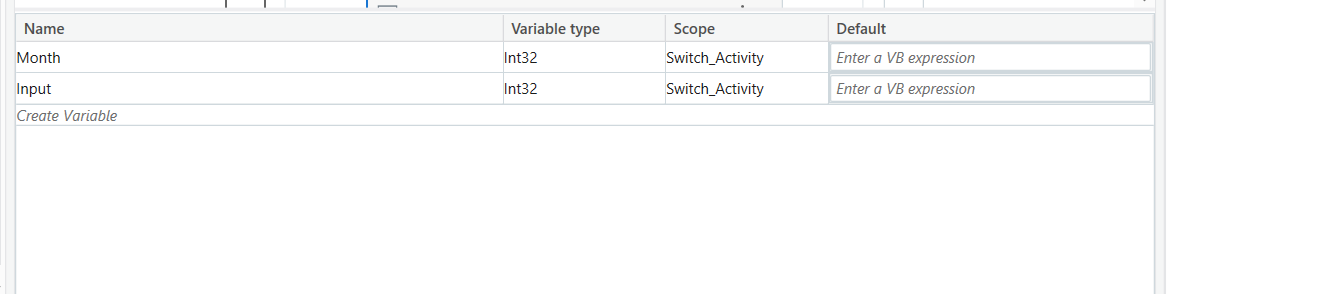 Name Variable type Scope Default
Month Int32 Switch_Activity Enter a VB expression
Input Int32 Switch_Activity Enter a VB expression
Create Variable